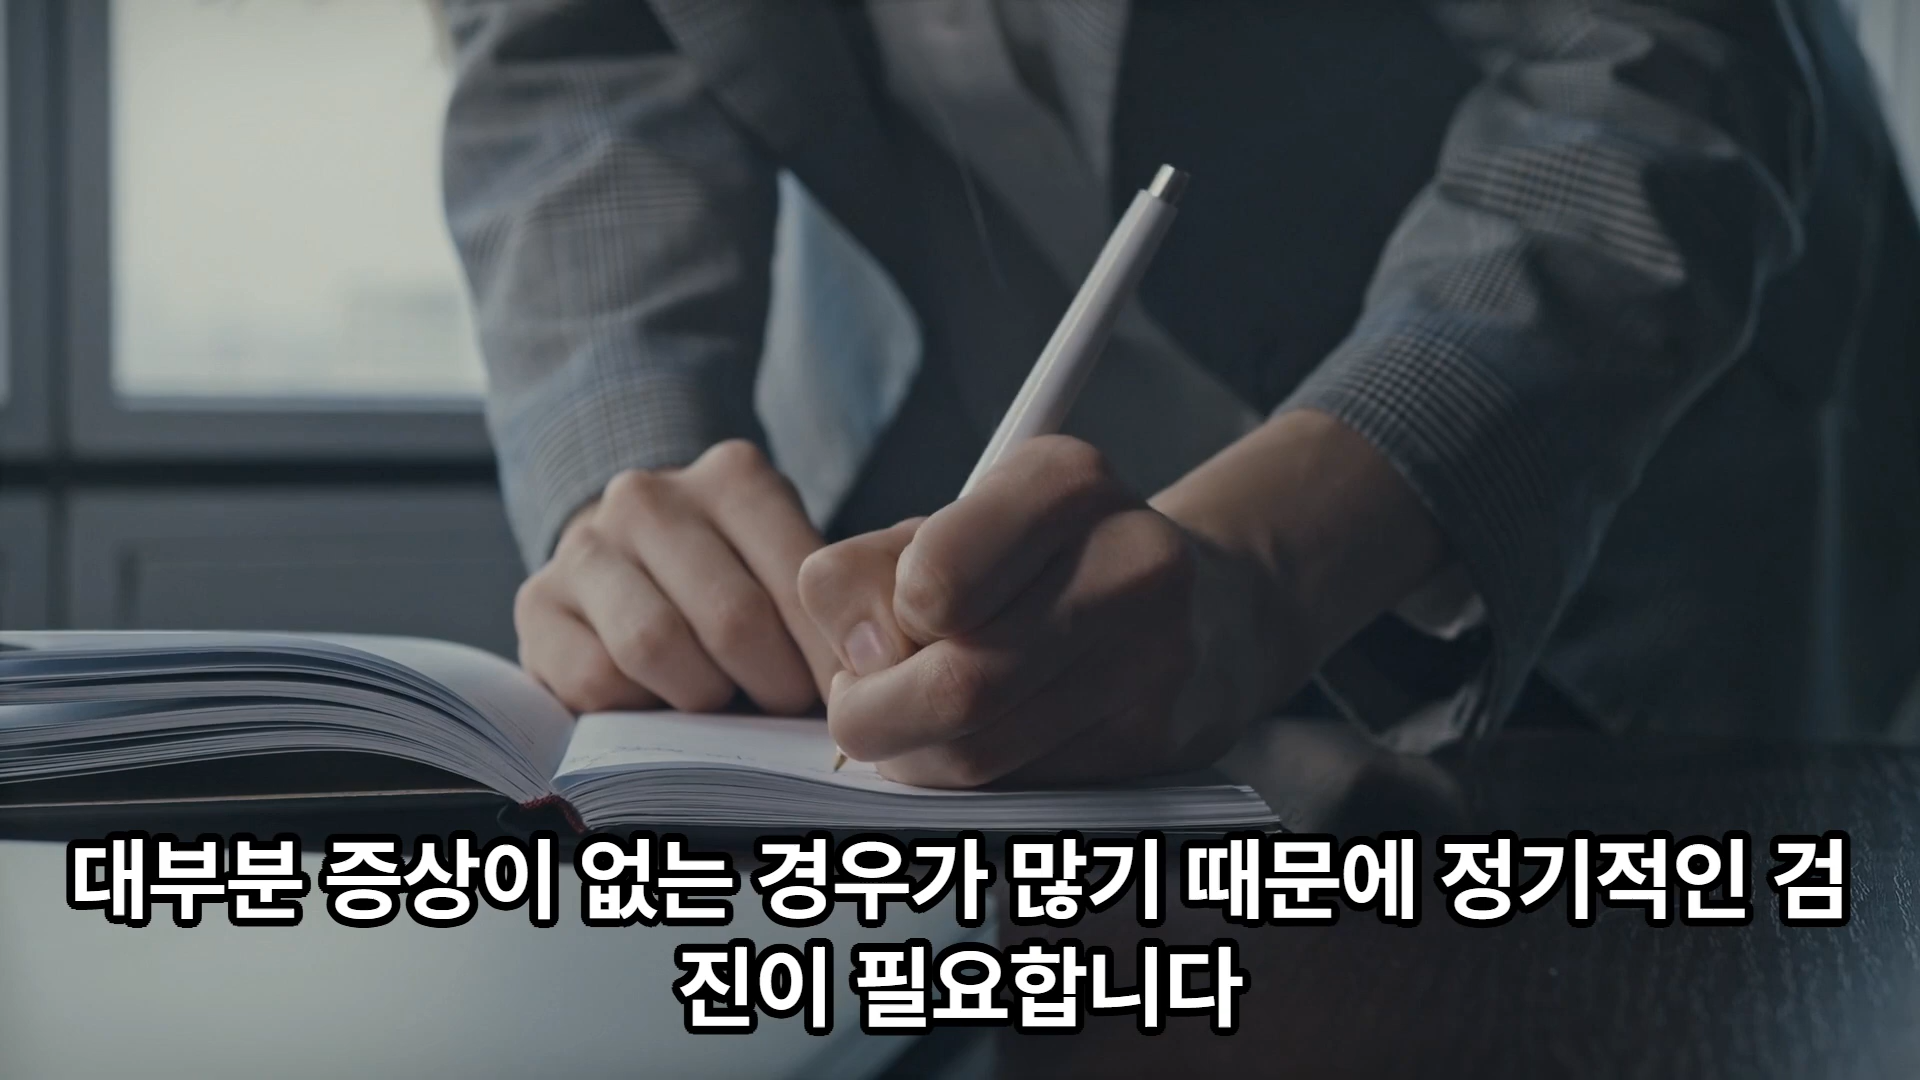 대부분 증상이 없는 경우가 많기 때문에 정기적인 검
진이 필요합니다